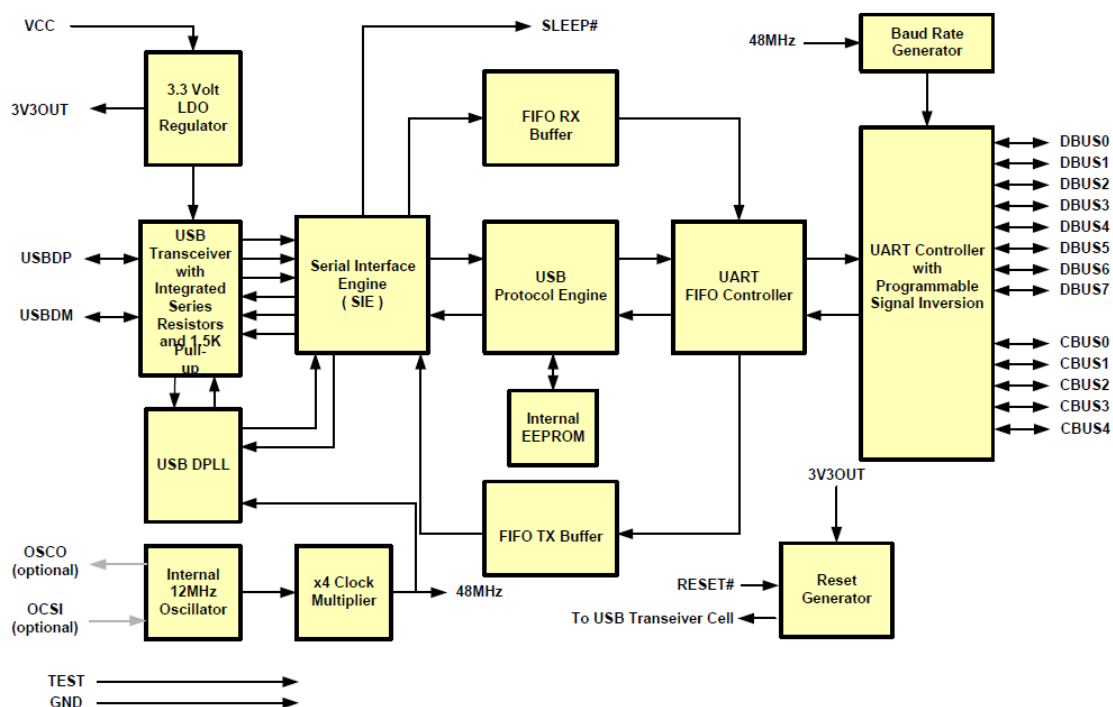 VCC
SLEEP#
48MHz
Baud Rate
Generator
3V3OUT
3.3 Volt
LDO
Regulator
FIFO RX
Buffer
DBUS0
DBUS1
DBUS2
DBUS3
DBUS4
DBUS5
DBUS6
DBUS7
USBDP
USBDM
USB
Transceiver
with
Integrated
Series
Resistors
and 1.5K
Pull-
up
Serial Interface
Engine
( SIE )
USB
Protocol Engine
UART
FIFO Controller
UART Controller
with
Programmable
Signal Inversion
CBUS0
CBUS1
CBUS2
CBUS3
CBUS4
Internal
EEPROM
USB DPLL
3V3OUT
FIFO TX Buffer
OSCO
(optional)
OCSI
(optional)
Internal
12MHz
Oscillator
x4 Clock
Multiplier
48MHz
RESET#
Reset
Generator
To USB Transeiver Cell
TEST
GND